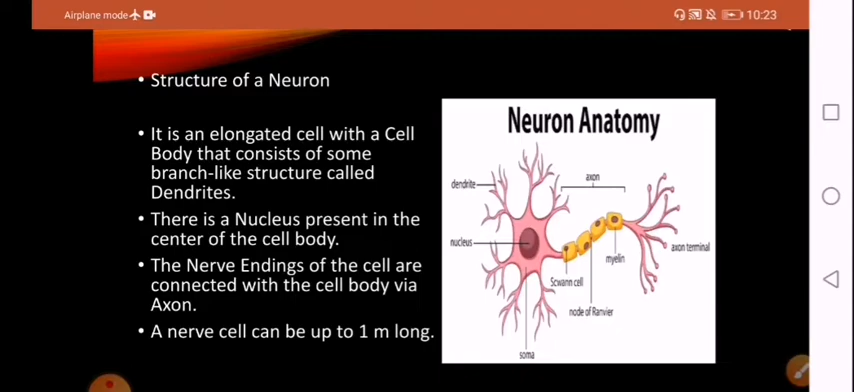 Airplane mode
10:23
• Structure of a Neuron
• It is an elongated cell with a Cell
Body that consists of some
branch-like structure called
Dendrites.
• There is a Nucleus present in the
center of the cell body.
• The Nerve Endings of the cell are
connected with the cell body via
Axon.
• A nerve cell can be up to 1 m long.
Neuron Anatomy
dendrite
axon
nucleus
axon terminal
myelin
Scwann cell
node of Ranvier
soma